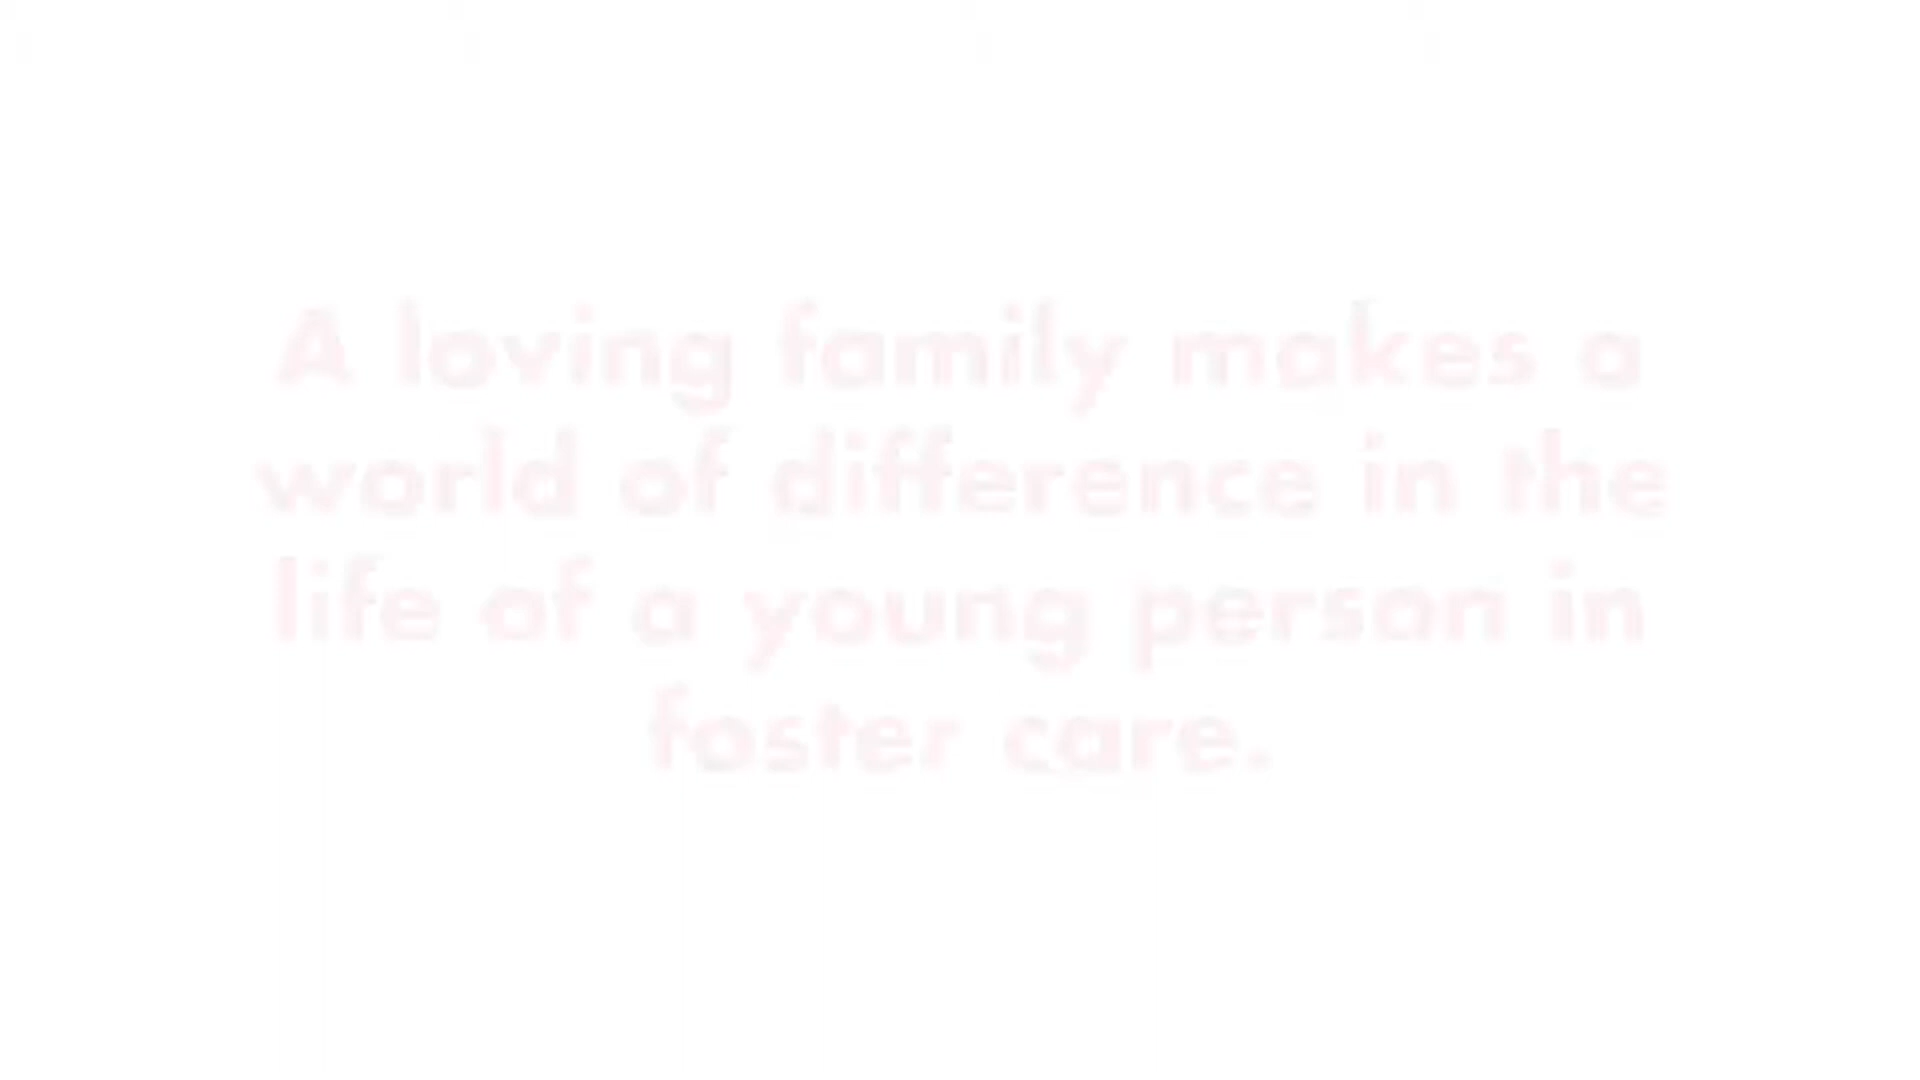 A loving family makes a
world of difference in the
life of a young person in
foster care.